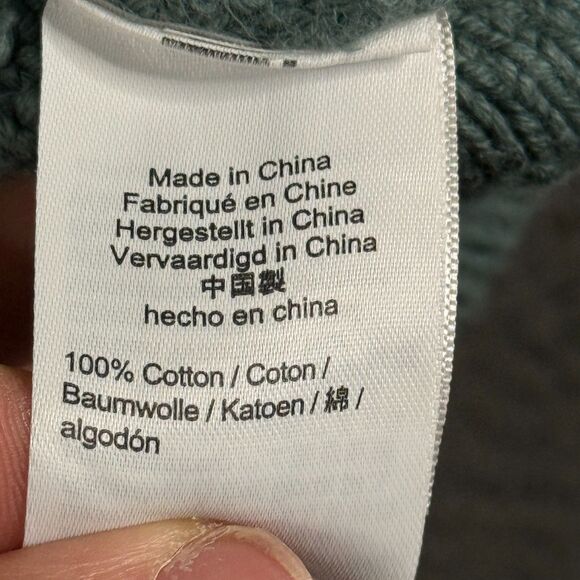 Made in China
Fabriqué en Chine
Hergestellt in China
Vervaardigd in China
中国製
hecho en china
100% Cotton / Coton /
Baumwolle / Katoen / 綿 /
algodón